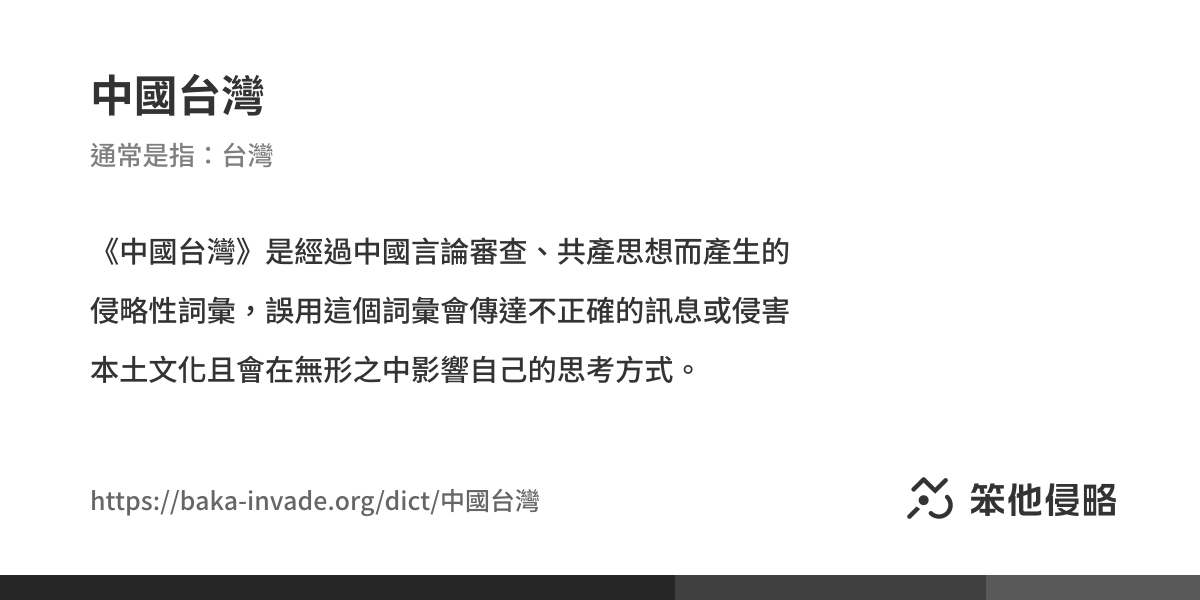 中國台灣
通常是指：台灣
《中國台灣》是經過中國言論審查、共產思想而產生的
侵略性詞彙，誤用這個詞彙會傳達不正確的訊息或侵害
本土文化且會在無形之中影響自己的思考方式。
https://baka-invade.org/dict/中國台灣
笨他侵略